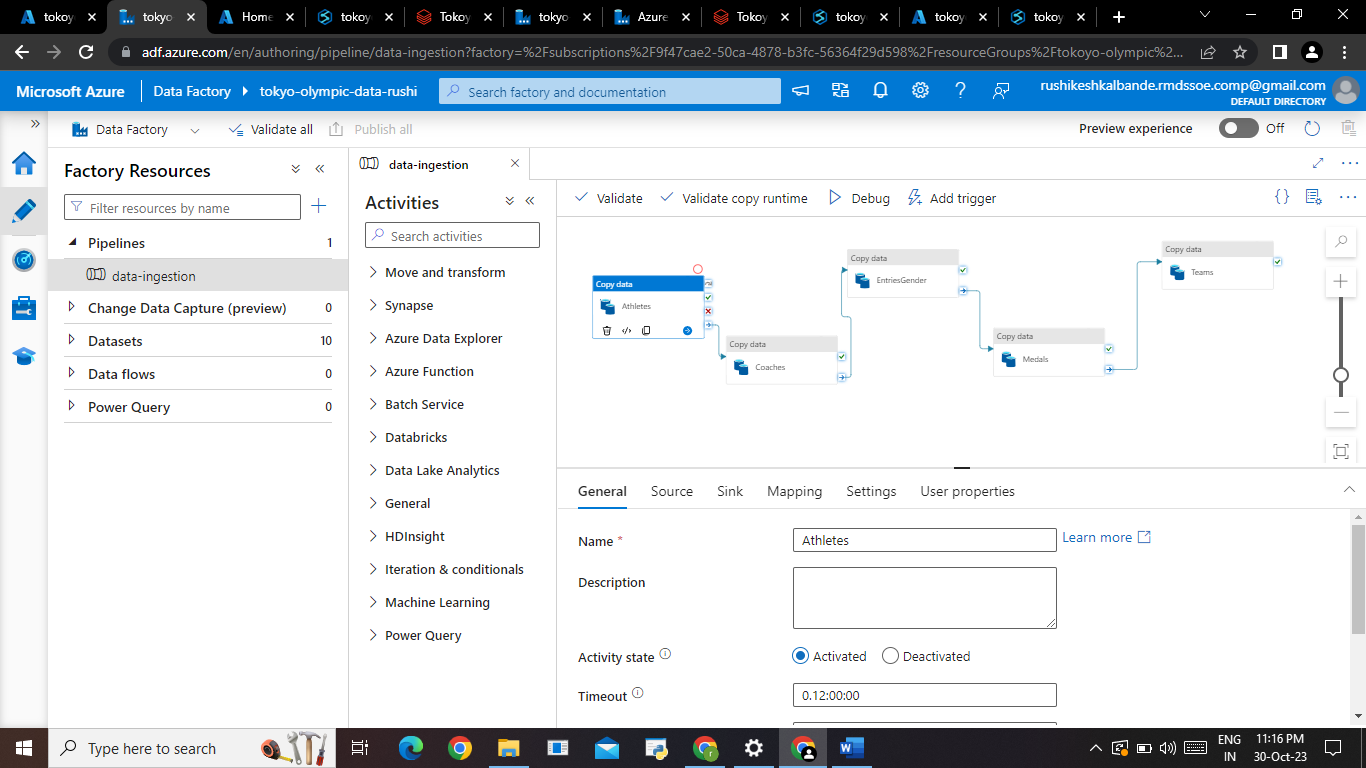 tokoy
tokyo
Home
tokoy
Tokoy
tokyo
Azure
Tokoy
tokoy
tokoy
tokoy
adf.azure.com/en/authoring/pipeline/data-ingestion?factory=%2Fsubscriptions%2F9f47cae2-50ca-4878-b3fc-56364f29d598%2FresourceGroups%2Ftokoyo-olympic%2...
Microsoft Azure
Data Factory
tokyo-olympic-data-rushi
Search factory and documentation
rushikeshkalbande.rmdssoe.comp@gmail.com
DEFAULT DIRECTORY
Data Factory
Validate all
Publish all
Preview experience
Off
Factory Resources
Filter resources by name
Pipelines 1
data-ingestion
Change Data Capture (preview) 0
Datasets 10
Data flows 0
Power Query 0
data-ingestion
Activities
Search activities
Move and transform
Synapse
Azure Data Explorer
Azure Function
Batch Service
Databricks
Data Lake Analytics
General
HDInsight
Iteration & conditionals
Machine Learning
Power Query
Validate
Validate copy runtime
Debug
Add trigger
Copy data
Athletes
Copy data
Coaches
Copy data
EntriesGender
Copy data
Medals
Copy data
Teams
General
Source
Sink
Mapping
Settings
User properties
Name *
Athletes
Learn more
Description
Activity state
Activated
Deactivated
Timeout
0.12:00:00
Type here to search
ENG
IN
11:16 PM
30-Oct-23